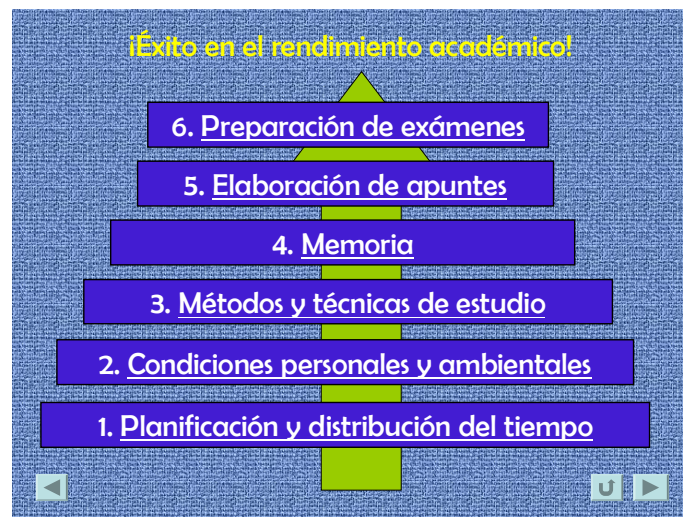 ¡Éxito en el rendimiento académico!
6. Preparación de exámenes
5. Elaboración de apuntes
4. Memoria
3. Métodos y técnicas de estudio
2. Condiciones personales y ambientales
1. Planificación y distribución del tiempo